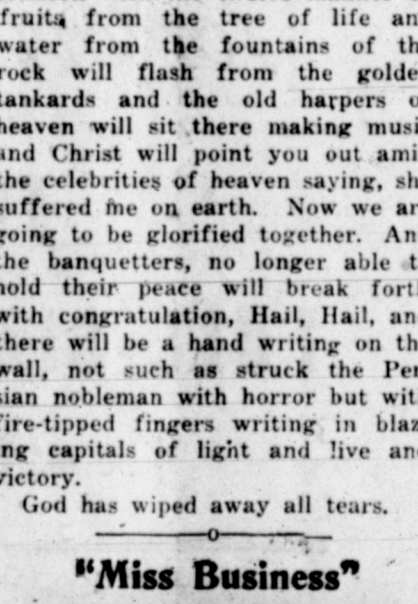 fruits from the tree of life an
water from the fountains of th
rock will flash from the golde
tankards and the old harpers o
heaven will sit there making musi
and Christ will point you out ami
the celebrities of heaven saying, sh
suffered me on earth. Now we ar
going to be glorified together. An
the banquetters, no longer able t
hold their peace will break fort
with congratulation, Hail, Hail, an
there will be a hand writing on th
wall, not such as struck the Per
sian nobleman with horror but wit
fire-tipped fingers writing in blaz
ing capitals of light and live an
victory.
God has wiped away all tears.
"Miss Business"